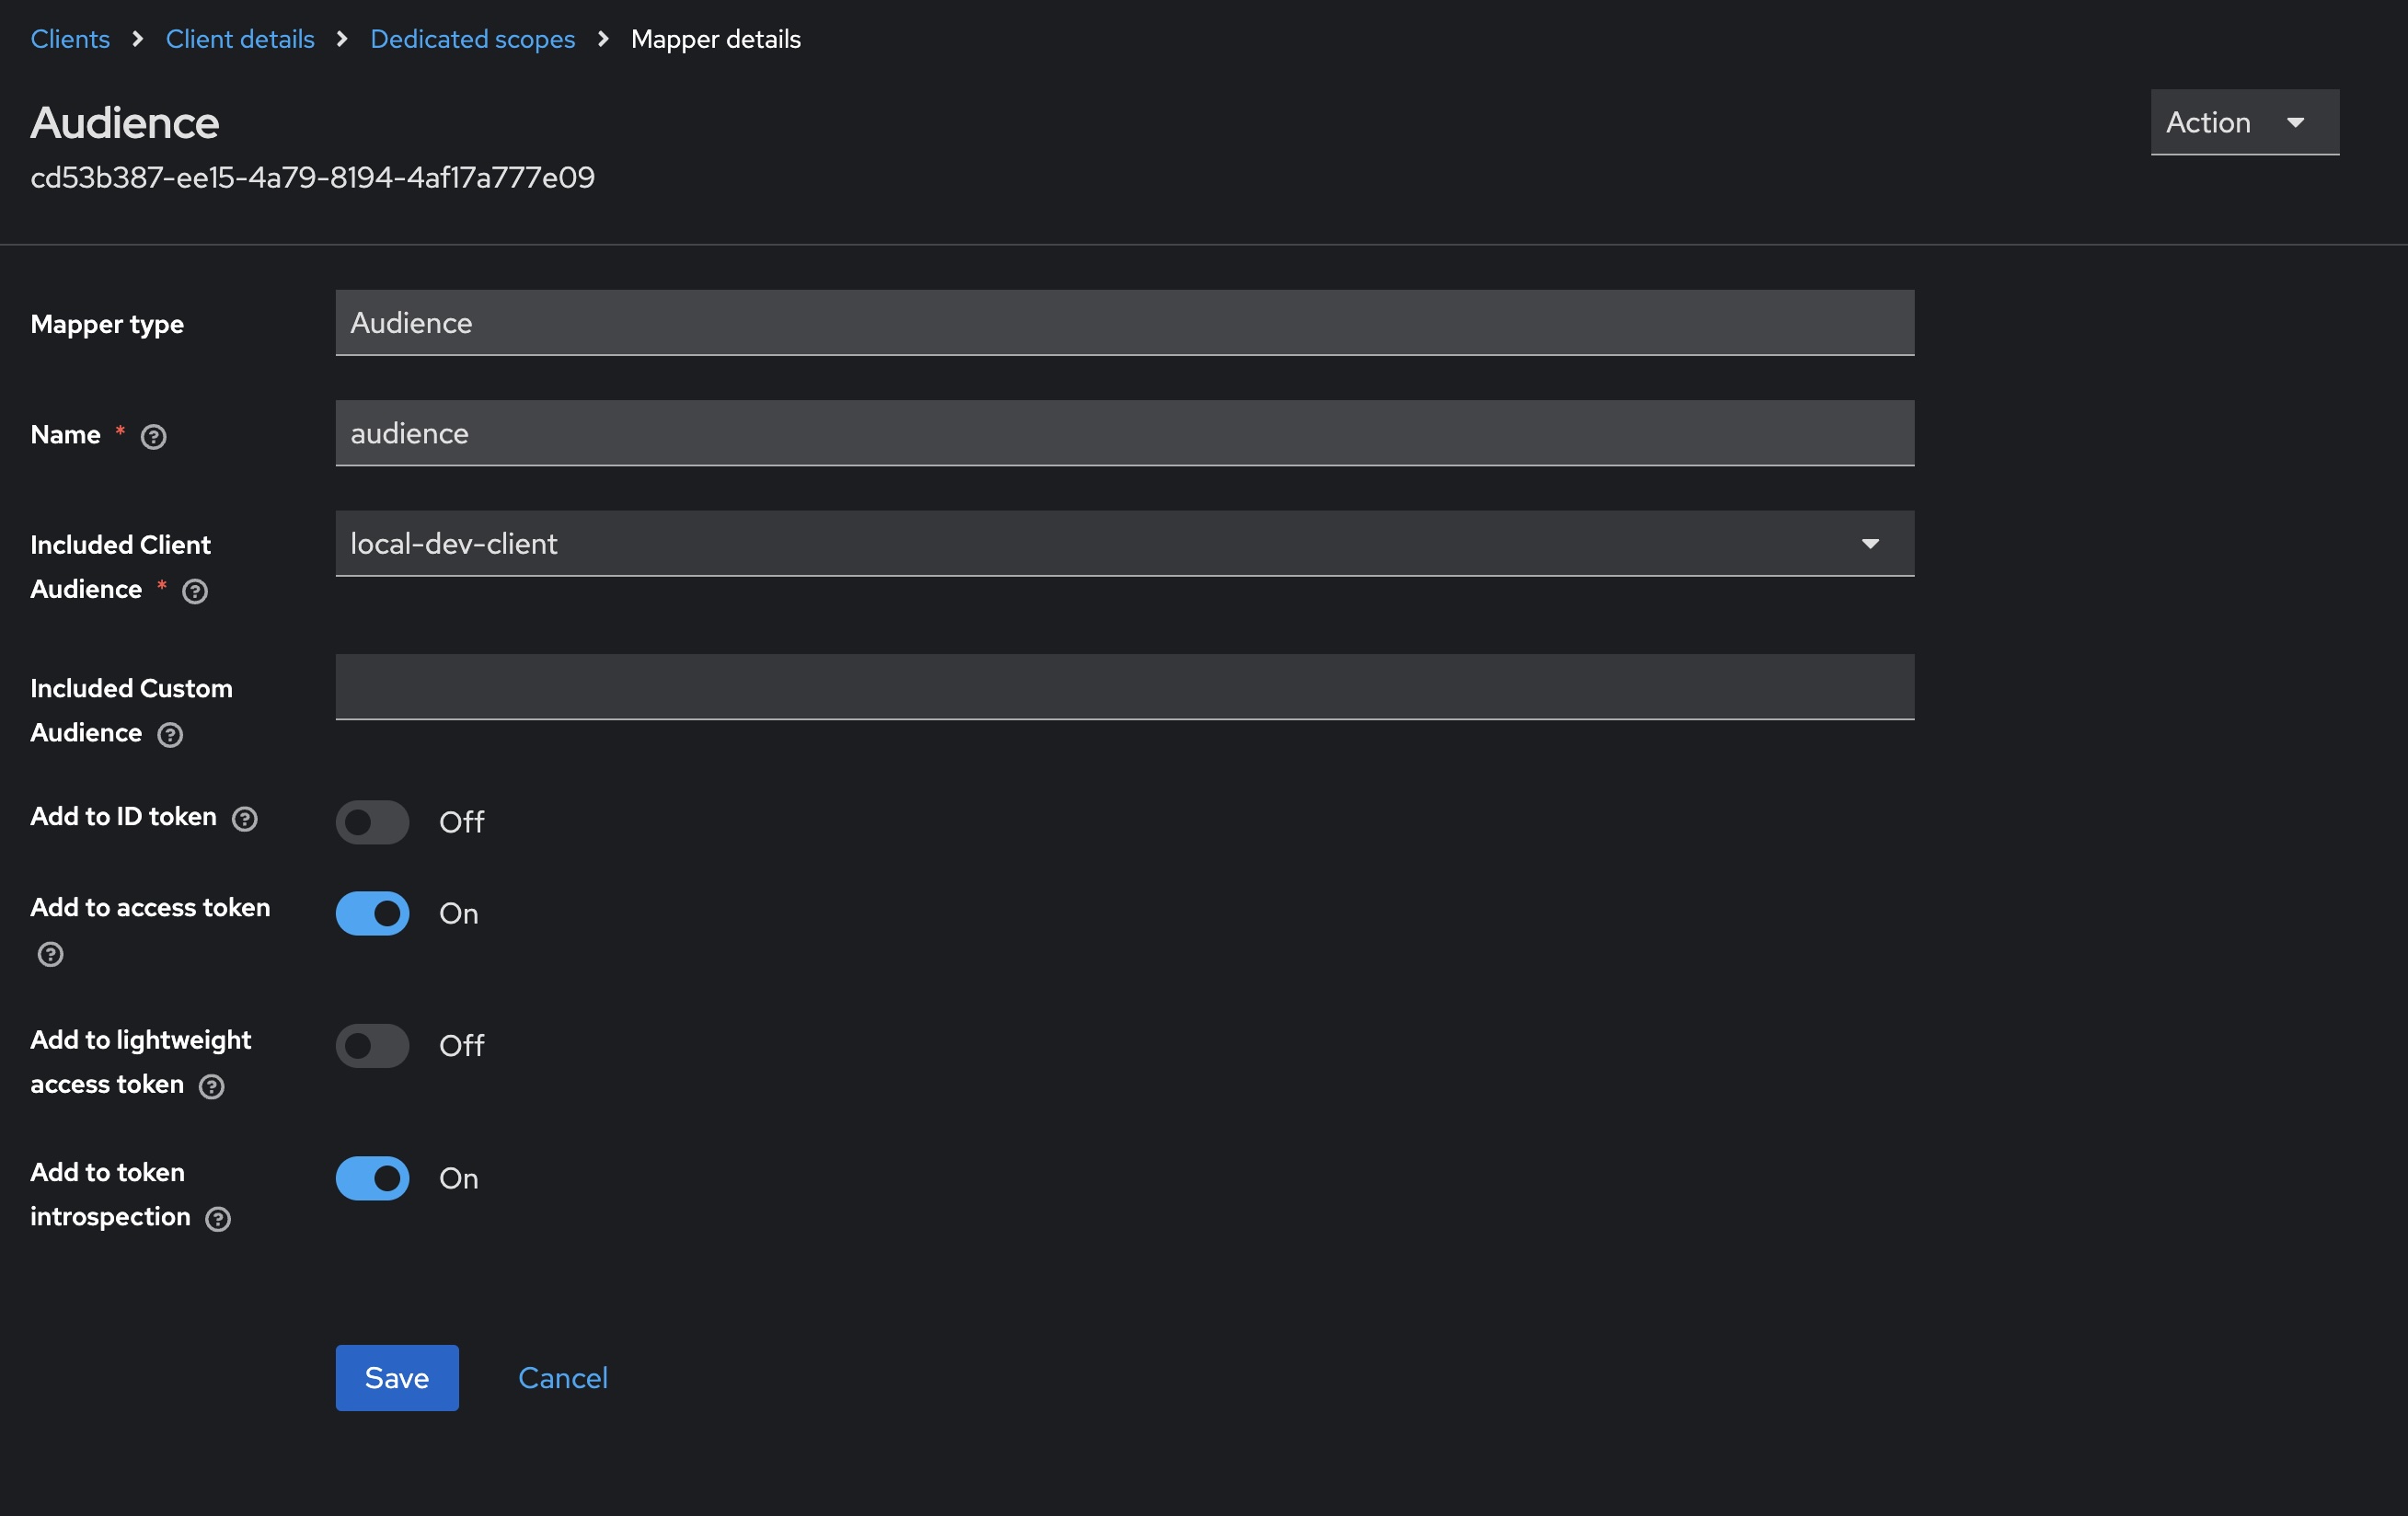 Clients > Client details > Dedicated scopes > Mapper details
Audience
Action
cd53b387-ee15-4a79-8194-4af17a777e09
Mapper type
Audience
Name *
audience
Included Client
Audience *
local-dev-client
Included Custom
Audience
Add to ID token
Off
Add to access token
On
Add to lightweight
access token
Off
Add to token
introspection
On
Save
Cancel